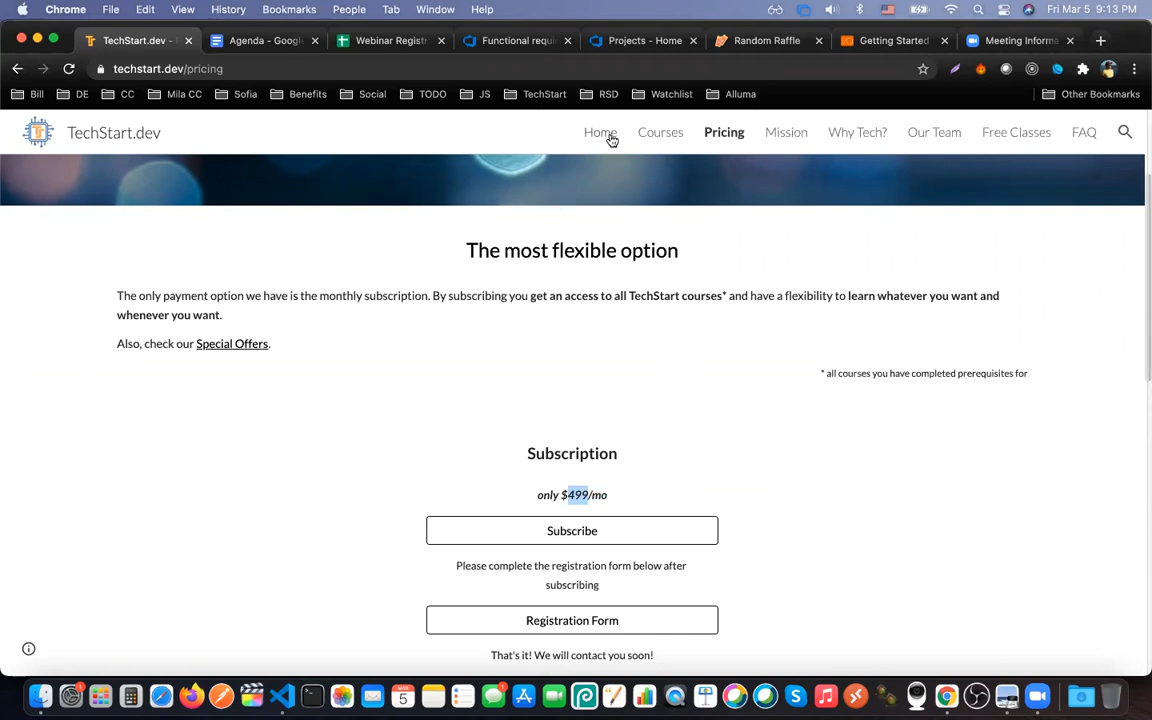 Chrome File Edit View History Bookmarks People Tab Window Help Fri Mar 5 9:13 PM
TechStart.dev - Agenda - Google Webinar Regist Functional requi Projects - Home Random Raffle Getting Started Meeting Informa
techstart.dev/pricing
Bill DE CC Mila CC Sofia Benefits Social TODO JS TechStart RSD Watchlist Alluma Other Bookmarks
TechStart.dev Home Courses Pricing Mission Why Tech? Our Team Free Classes FAQ
The most flexible option
The only payment option we have is the monthly subscription. By subscribing you get an access to all TechStart courses* and have a flexibility to learn whatever you want and
whenever you want.
Also, check our Special Offers.
* all courses you have completed prerequisites for
Subscription
only $499/mo
Subscribe
Please complete the registration form below after
subscribing
Registration Form
That's it! We will contact you soon!